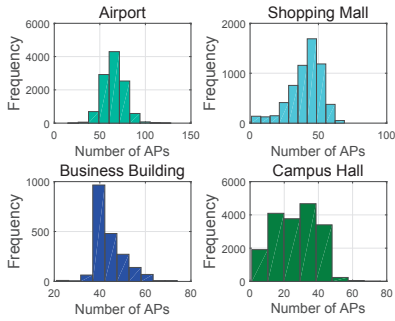 Airport
Frequency
6000
4000
2000
0
0 50 100 150
Number of APs
Shopping Mall
Frequency
2000
1000
0
0 50 100
Number of APs
Business Building
Frequency
1000
500
0
20 40 60 80
Number of APs
Campus Hall
Frequency
6000
4000
2000
0
0 20 40 60 80
Number of APs